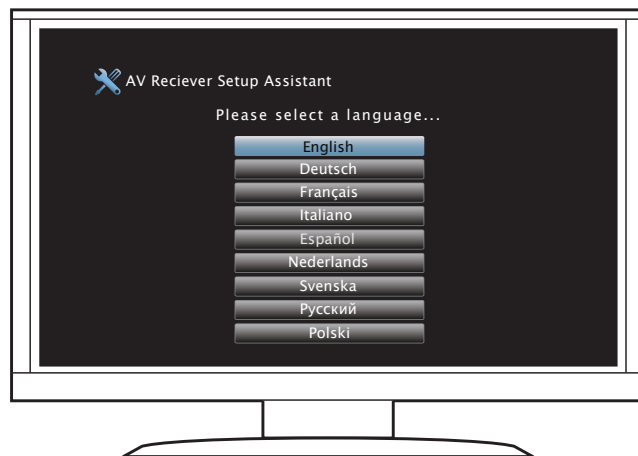 AV Reciever Setup Assistant
Please select a language...
English
Deutsch
Français
Italiano
Español
Nederlands
Svenska
Русский
Polski